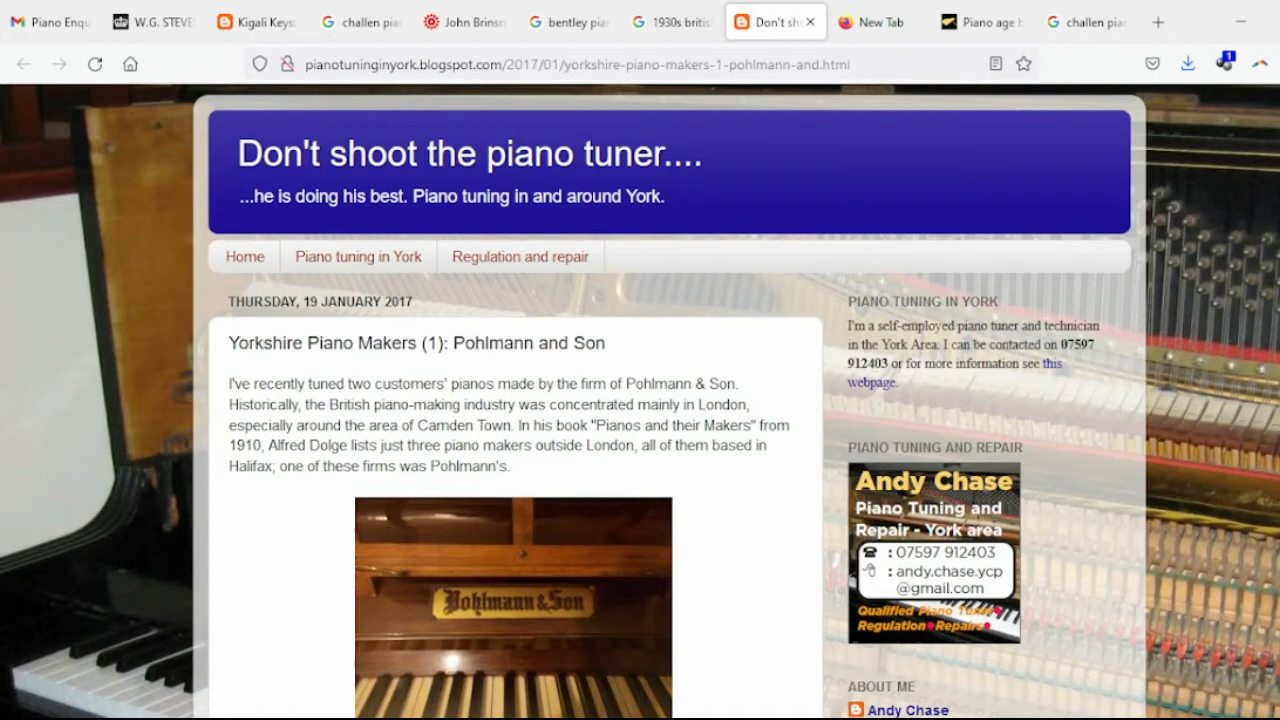 Piano Enqu
W.G. STEVE
Kigali Keys
challen pia
John Brinsn
bentley pia
1930s britis
Don't sh
New Tab
Piano age b
challen pian
pianotuninginyork.blogspot.com/2017/01/yorkshire-piano-makers-1-pohlmann-and.html
1
Don't shoot the piano tuner....
...he is doing his best. Piano tuning in and around York.
Home
Piano tuning in York
Regulation and repair
THURSDAY, 19 JANUARY 2017
Yorkshire Piano Makers (1): Pohlmann and Son
I've recently tuned two customers' pianos made by the firm of Pohlmann & Son.
Historically, the British piano-making industry was concentrated mainly in London,
especially around the area of Camden Town. In his book "Pianos and their Makers" from
1910, Alfred Dolge lists just three piano makers outside London, all of them based in
Halifax; one of these firms was Pohlmann's.
Pohlmann & Son
PIANO TUNING IN YORK
I'm a self-employed piano tuner and technician
in the York Area. I can be contacted on 07597
912403 or for more information see this
webpage.
PIANO TUNING AND REPAIR
Andy Chase
Piano Tuning and
Repair - York area
: 07597 912403
: andy.chase.ycp
@gmail.com
Qualified Piano Tuner
Regulation Repairs
ABOUT ME
Andy Chase